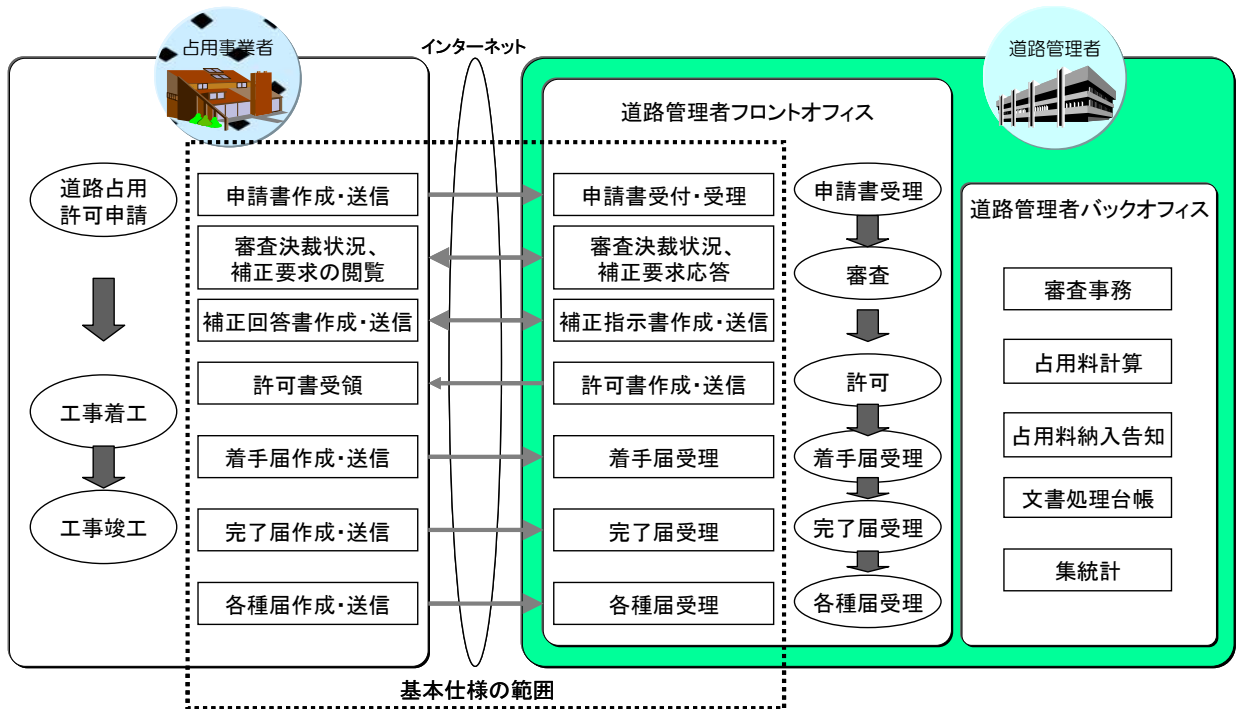 占用事業者
インターネット
道路管理者
道路管理者フロントオフィス
道路占用
許可申請
工事着工
工事竣工
申請書作成・送信
審査決裁状況、
補正要求の閲覧
補正回答書作成・送信
許可書受領
着手届作成・送信
完了届作成・送信
各種届作成・送信
申請書受付・受理
審査決裁状況、
補正要求応答
補正指示書作成・送信
許可書作成・送信
着手届受理
完了届受理
各種届受理
申請書受理
審査
許可
着手届受理
完了届受理
各種届受理
道路管理者バックオフィス
審査事務
占用料計算
占用料納入告知
文書処理台帳
集統計
基本仕様の範囲